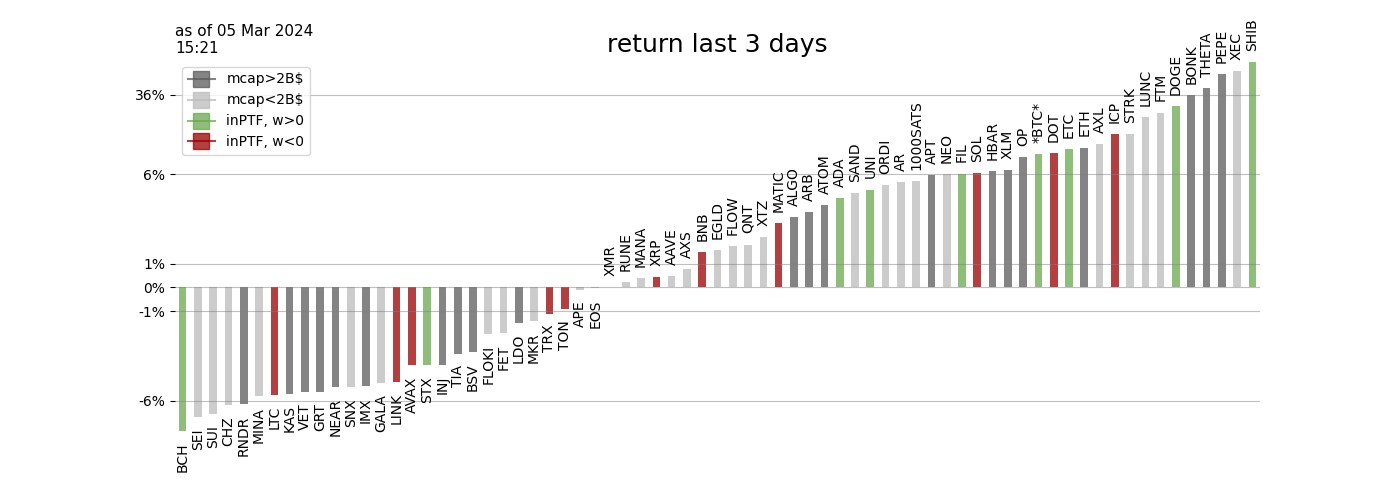 as of 05 Mar 2024
15:21
return last 3 days
mcap>2B$
mcap<2B$
inPTF, w>0
inPTF, w<0
36%
6%
1%
0%
-1%
-6%
BCH
SEI
SUI
CHZ
RNDR
MINA
LTC
KAS
VET
GRT
NEAR
SNX
IMX
GALA
LINK
AVAX
STX
INJ
TIA
BSV
FLOKI
FET
LDO
MKR
TRX
TON
APE
EOS
XMR
RUNE
MANA
XRP
AAVE
AXS
BNB
EGLD
FLOW
QNT
XTZ
MATIC
ALGO
ARB
ATOM
ADA
SAND
UNI
ORDI
AR
1000SATS
APT
NEO
FIL
SOL
HBAR
XLM
OP
*BTC*
DOT
ETC
ETH
AXL
ICP
STRK
LUNC
FTM
DOGE
BONK
THETA
PEPE
XEC
SHIB